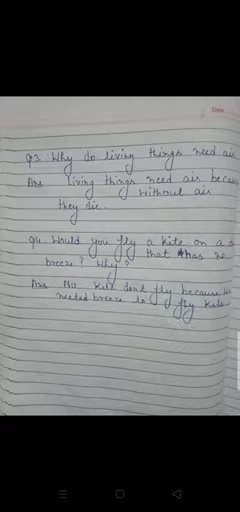 Date
Q3. Why do living things need air
Ans living things need air because
without air
they die.
Q4. Would you fly a kite on a
that has no
breeze? Why?
Ans No kite dont fly because
needed breeze to fly kite